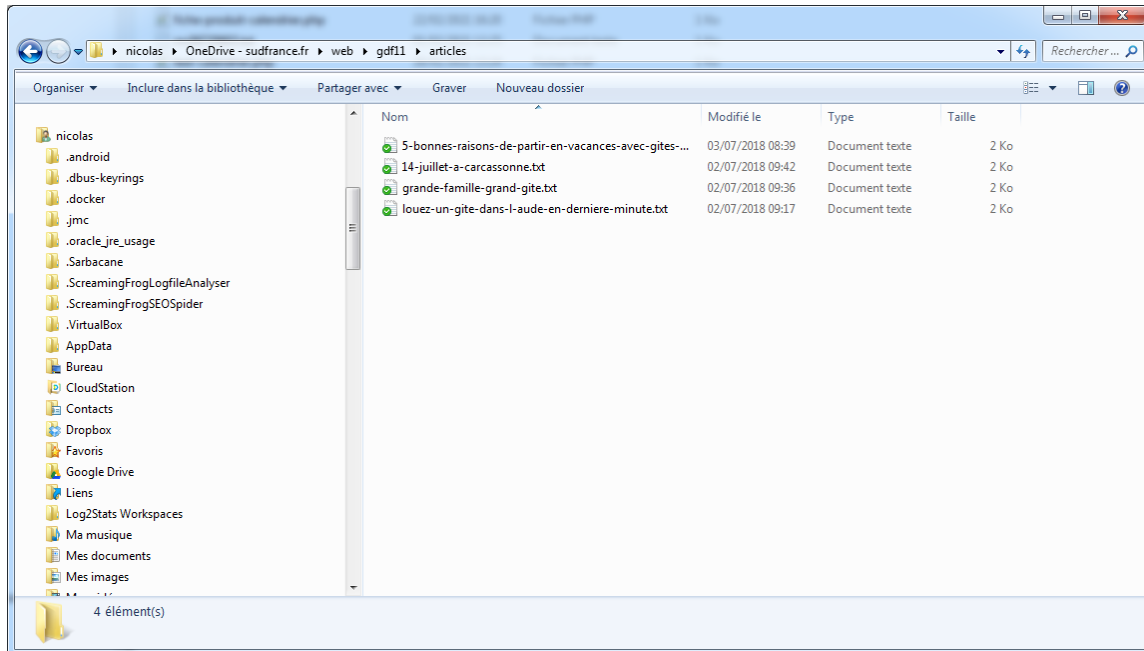 nicolas ▸ OneDrive - sudfrance.fr ▸ web ▸ gdf11 ▸ articles
Rechercher ...
Organiser Inclure dans la bibliothèque Partager avec Graver Nouveau dossier
nicolas
.android
.dbus-keyrings
.docker
.jmc
.oracle_jre_usage
.Sarbacane
.ScreamingFrogLogfileAnalyser
.ScreamingFrogSEOSpider
.VirtualBox
AppData
Bureau
CloudStation
Contacts
Dropbox
Favoris
Google Drive
Liens
Log2Stats Workspaces
Ma musique
Mes documents
Mes images
Nom Modifié le Type Taille
5-bonnes-raisons-de-partir-en-vacances-avec-gites-... 03/07/2018 08:39 Document texte 2 Ko
14-juillet-a-carcassonne.txt 02/07/2018 09:42 Document texte 2 Ko
grande-famille-grand-gite.txt 02/07/2018 09:36 Document texte 2 Ko
louez-un-gite-dans-l-aude-en-derniere-minute.txt 02/07/2018 09:17 Document texte 2 Ko
4 élément(s)